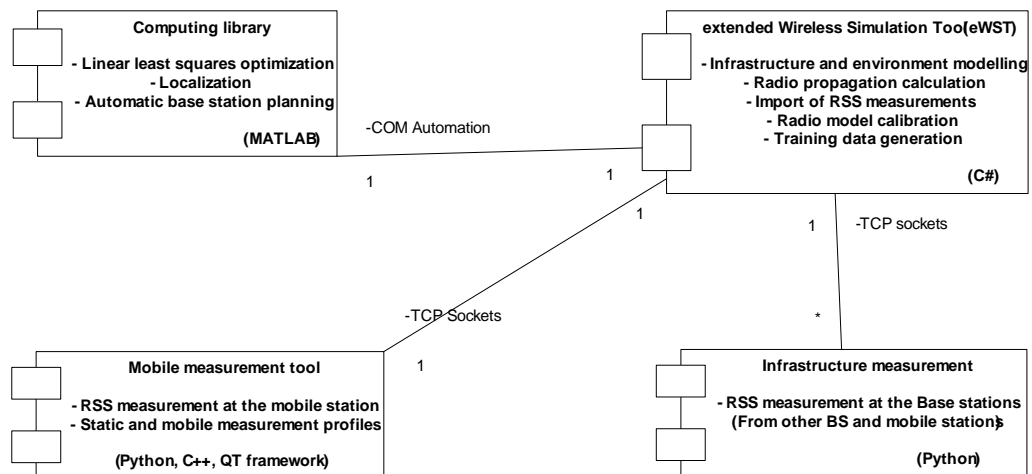 Computing library
- Linear least squares optimization
- Localization
- Automatic base station planning
(MATLAB)
extended Wireless Simulation Tool(eWST)
- Infrastructure and environment modelling
- Radio propagation calculation
- Import of RSS measurements
- Radio model calibration
- Training data generation
(C#)
-COM Automation
1
1
1
1
-TCP sockets
*
-TCP Sockets
1
Mobile measurement tool
- RSS measurement at the mobile station
- Static and mobile measurement profiles
(Python, C++, QT framework)
Infrastructure measurement
- RSS measurement at the Base stations
(From other BS and mobile stations)
(Python)